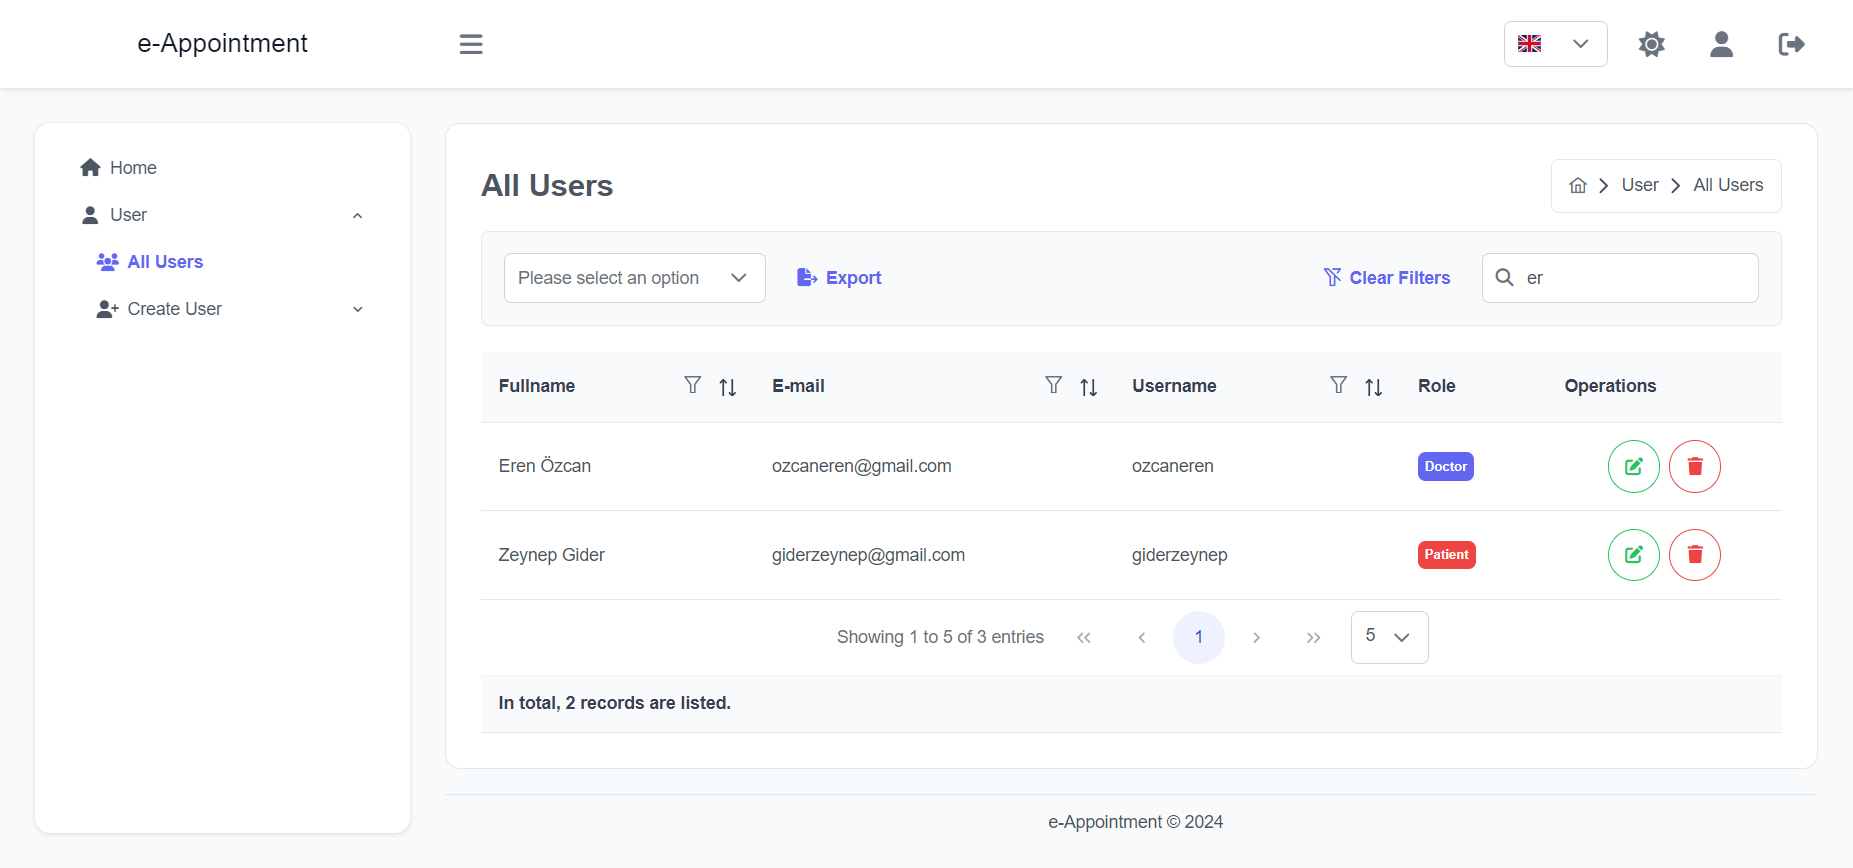 e-Appointment
Home
User
All Users
Create User
All Users
User All Users
Please select an option Export Clear Filters er
Fullname E-mail Username Role Operations
Eren Özcan ozcaneren@gmail.com ozcaneren Doctor
Zeynep Gider giderzeynep@gmail.com giderzeynep Patient
Showing 1 to 5 of 3 entries 1 5
In total, 2 records are listed.
e-Appointment © 2024